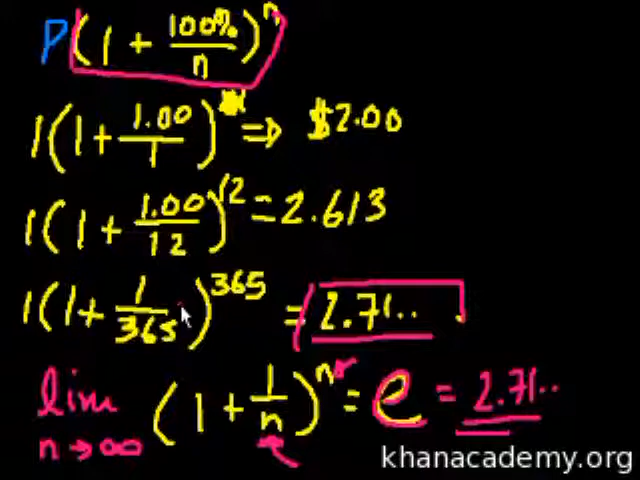 P(1 + 100%/n)^n
1(1 + 1.00/1) ⇒ $2.00
1(1 + 1.00/12)^12 = 2.613
1(1 + 1/365)^365 = 2.71..
lim n→∞ (1 + 1/n)^n = e = 2.71..
khanacademy.org